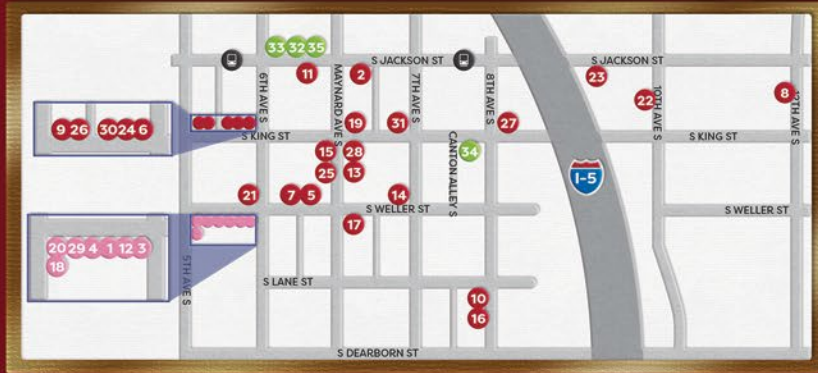 33 32 35
S JACKSON ST
S JACKSON ST
6TH AVE S
11
MAYNARD AVE S
2
7TH AVE S
8TH AVE S
23
10TH AVE S
22
8
12TH AVE S
9 26 30 24 6
19
31
27
S KING ST
S KING ST
15 28
25 13
CANTON ALLEY S
34
I-5
21
7 5
14
S WELLER ST
S WELLER ST
17
20 29 4 1 12 3
18
5TH AVE S
S LANE ST
10
16
S DEARBORN ST